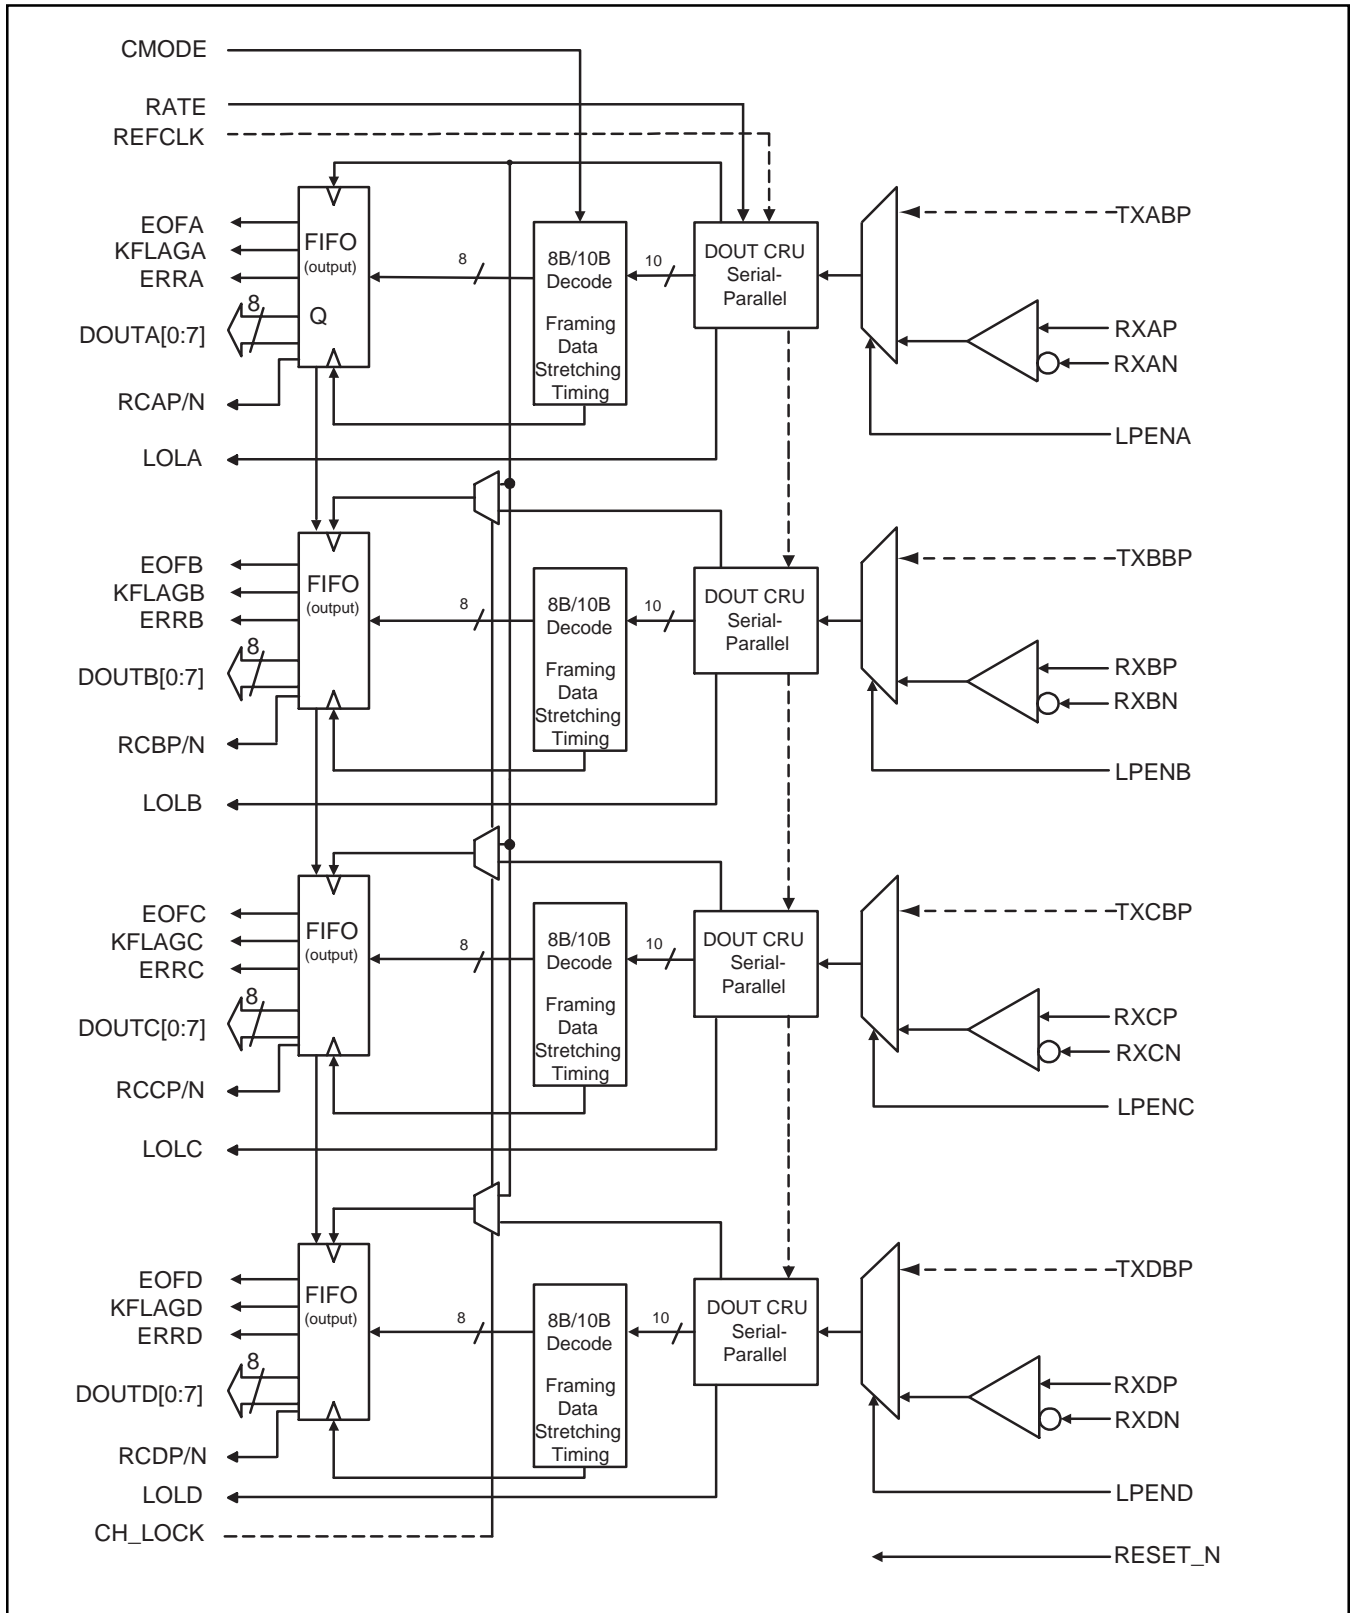 CMODE
RATE
REFCLK
EOFA
KFLAGA
ERRA
8
DOUTA[0:7]
RCAP/N
LOLA
FIFO
(output)
Q
8
8B/10B
Decode
Framing
Data
Stretching
Timing
10
DOUT CRU
Serial-
Parallel
TXABP
RXAP
RXAN
LPENA
EOFB
KFLAGB
ERRB
8
DOUTB[0:7]
RCBP/N
LOLB
FIFO
(output)
8
8B/10B
Decode
Framing
Data
Stretching
Timing
10
DOUT CRU
Serial-
Parallel
TXBBP
RXBP
RXBN
LPENB
EOFC
KFLAGC
ERRC
8
DOUTC[0:7]
RCCP/N
LOLC
FIFO
(output)
8
8B/10B
Decode
Framing
Data
Stretching
Timing
10
DOUT CRU
Serial-
Parallel
TXCBP
RXCP
RXCN
LPENC
EOFD
KFLAGD
ERRD
8
DOUTD[0:7]
RCDP/N
LOLD
CH_LOCK
FIFO
(output)
8
8B/10B
Decode
Framing
Data
Stretching
Timing
10
DOUT CRU
Serial-
Parallel
TXDBP
RXDP
RXDN
LPEND
RESET_N